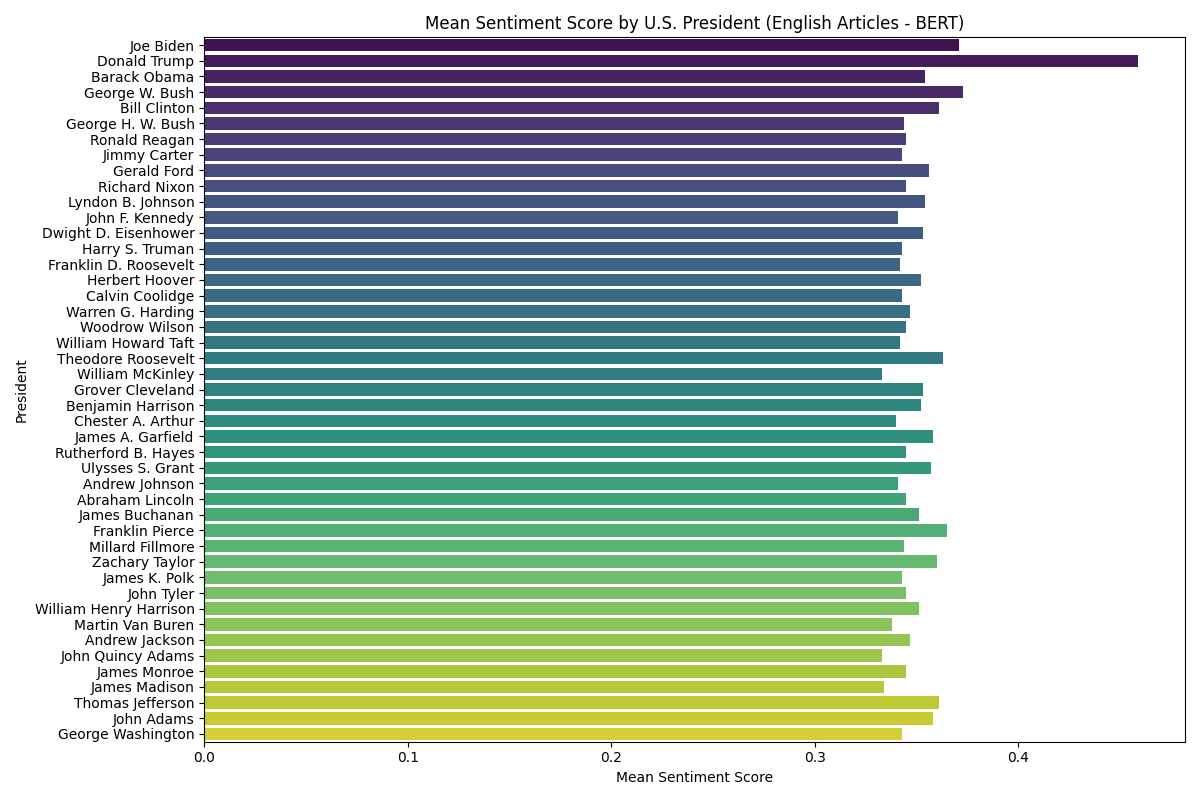 Mean Sentiment Score by U.S. President (English Articles - BERT)
President
Joe Biden
Donald Trump
Barack Obama
George W. Bush
Bill Clinton
George H. W. Bush
Ronald Reagan
Jimmy Carter
Gerald Ford
Richard Nixon
Lyndon B. Johnson
John F. Kennedy
Dwight D. Eisenhower
Harry S. Truman
Franklin D. Roosevelt
Herbert Hoover
Calvin Coolidge
Warren G. Harding
Woodrow Wilson
William Howard Taft
Theodore Roosevelt
William McKinley
Grover Cleveland
Benjamin Harrison
Chester A. Arthur
James A. Garfield
Rutherford B. Hayes
Ulysses S. Grant
Andrew Johnson
Abraham Lincoln
James Buchanan
Franklin Pierce
Millard Fillmore
Zachary Taylor
James K. Polk
John Tyler
William Henry Harrison
Martin Van Buren
Andrew Jackson
John Quincy Adams
James Monroe
James Madison
Thomas Jefferson
John Adams
George Washington
0.0 0.1 0.2 0.3 0.4
Mean Sentiment Score